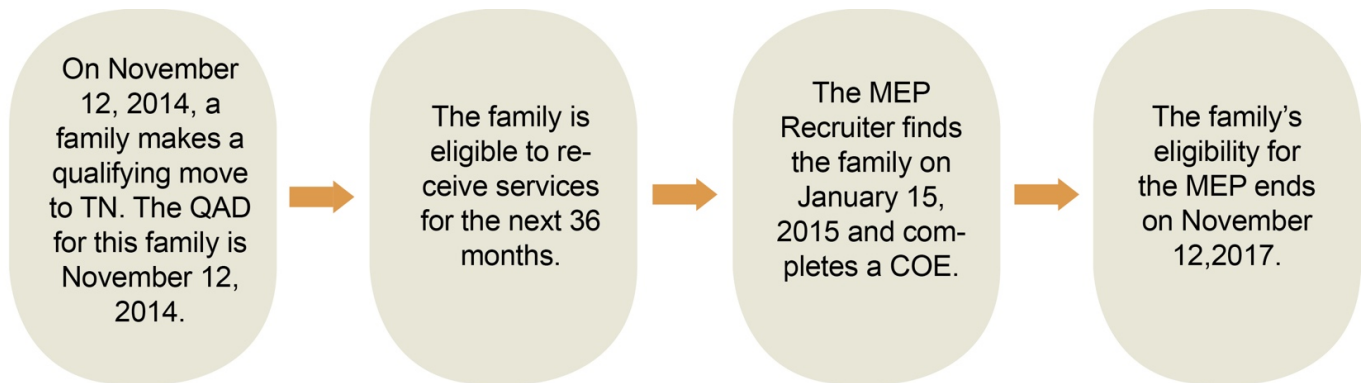 On November
12, 2014, a
family makes a
qualifying move
to TN. The QAD
for this family is
November 12,
2014.
The family is
eligible to re-
ceive services
for the next 36
months.
The MEP
Recruiter finds
the family on
January 15,
2015 and com-
pletes a COE.
The family’s
eligibility for
the MEP ends
on November
12,2017.